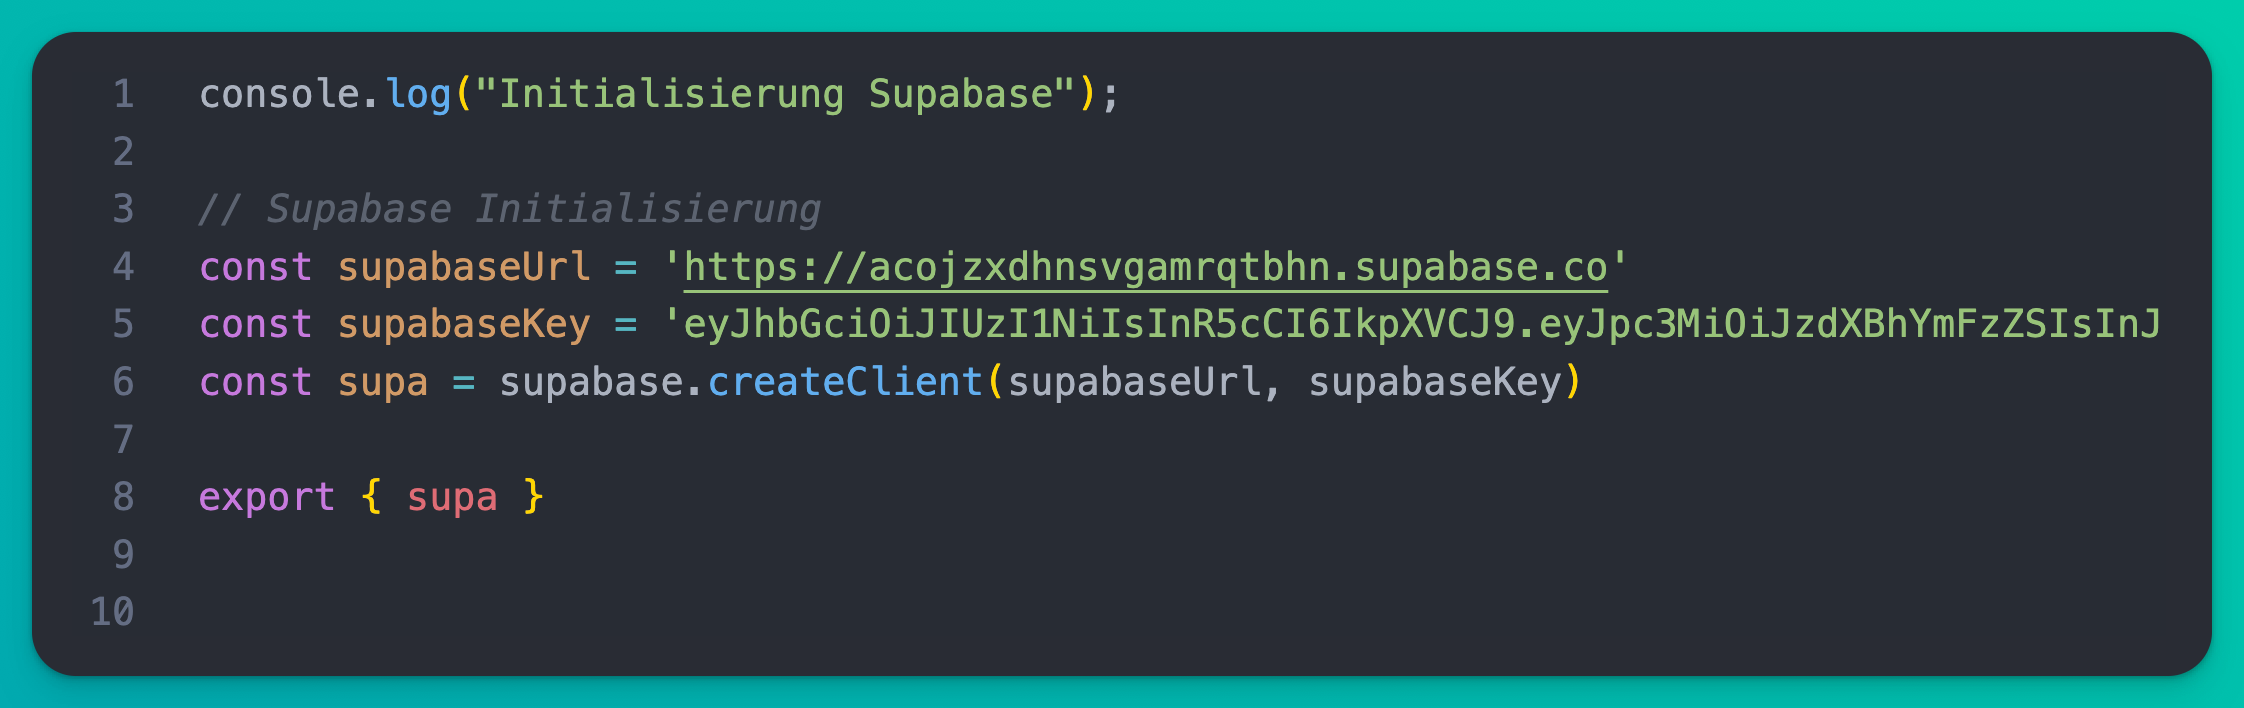 1 console.log("Initialisierung Supabase");
2
3 // Supabase Initialisierung
4 const supabaseUrl = 'https://acojzxdhnsvgamrqtbhn.supabase.co'
5 const supabaseKey = 'eyJhbGciOiJIUzI1NiIsInR5cCI6IkpXVCJ9.eyJpc3MiOiJzdXBhYmFzZSIsInJ
6 const supa = supabase.createClient(supabaseUrl, supabaseKey)
7
8 export { supa }
9
10